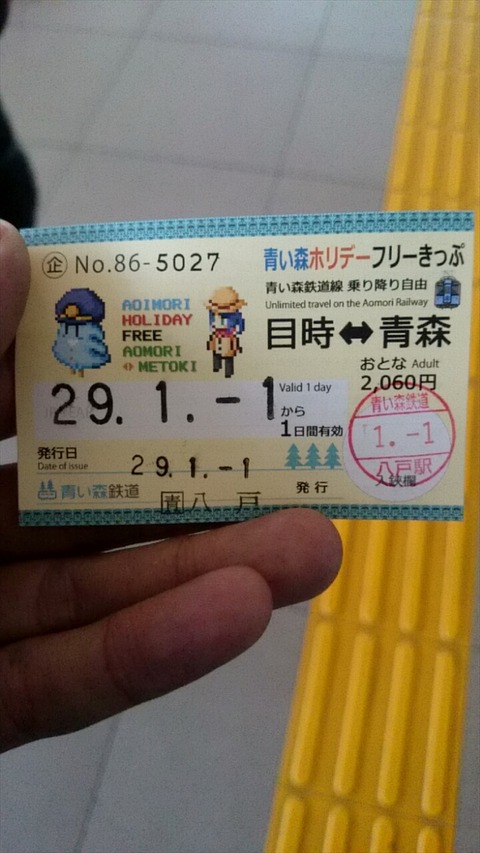 企 No.86-5027
青い森ホリデーフリーきっぷ
青い森鉄道線 乗り降り自由
Unlimited travel on the Aomori Railway
AOIMORI
HOLIDAY
FREE
AOMORI
↔ METOKI
目時↔青森
おとな Adult
2,060円
29.1.-1
Valid 1 day
から
1日間有効
発行日
Date of issue
29.1.-1
青い森鉄道
青 八戸
発行
青い森鉄道
1.-1
八戸駅
入鋏欄